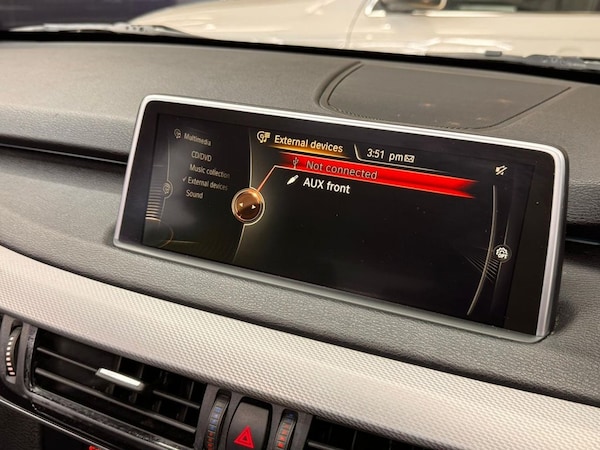 Multimedia
CD/DVD
Music collection
✓ External devices
Sound
External devices
3:51 pm
Not connected
AUX front